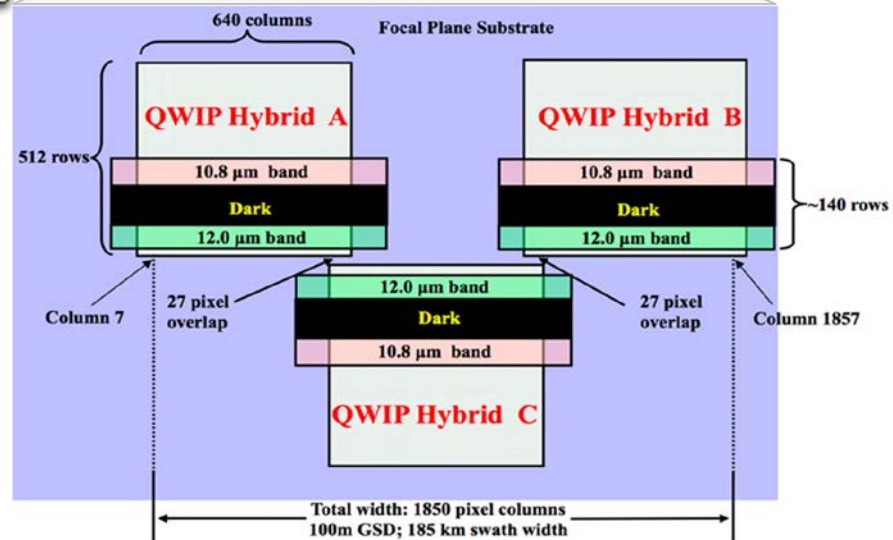 640 columns
Focal Plane Substrate
QWIP Hybrid A
QWIP Hybrid B
512 rows
10.8 µm band
10.8 µm band
Dark
Dark
~140 rows
12.0 µm band
12.0 µm band
Column 7
27 pixel
overlap
12.0 µm band
27 pixel
overlap
Column 1857
Dark
10.8 µm band
QWIP Hybrid C
Total width: 1850 pixel columns
100m GSD; 185 km swath width